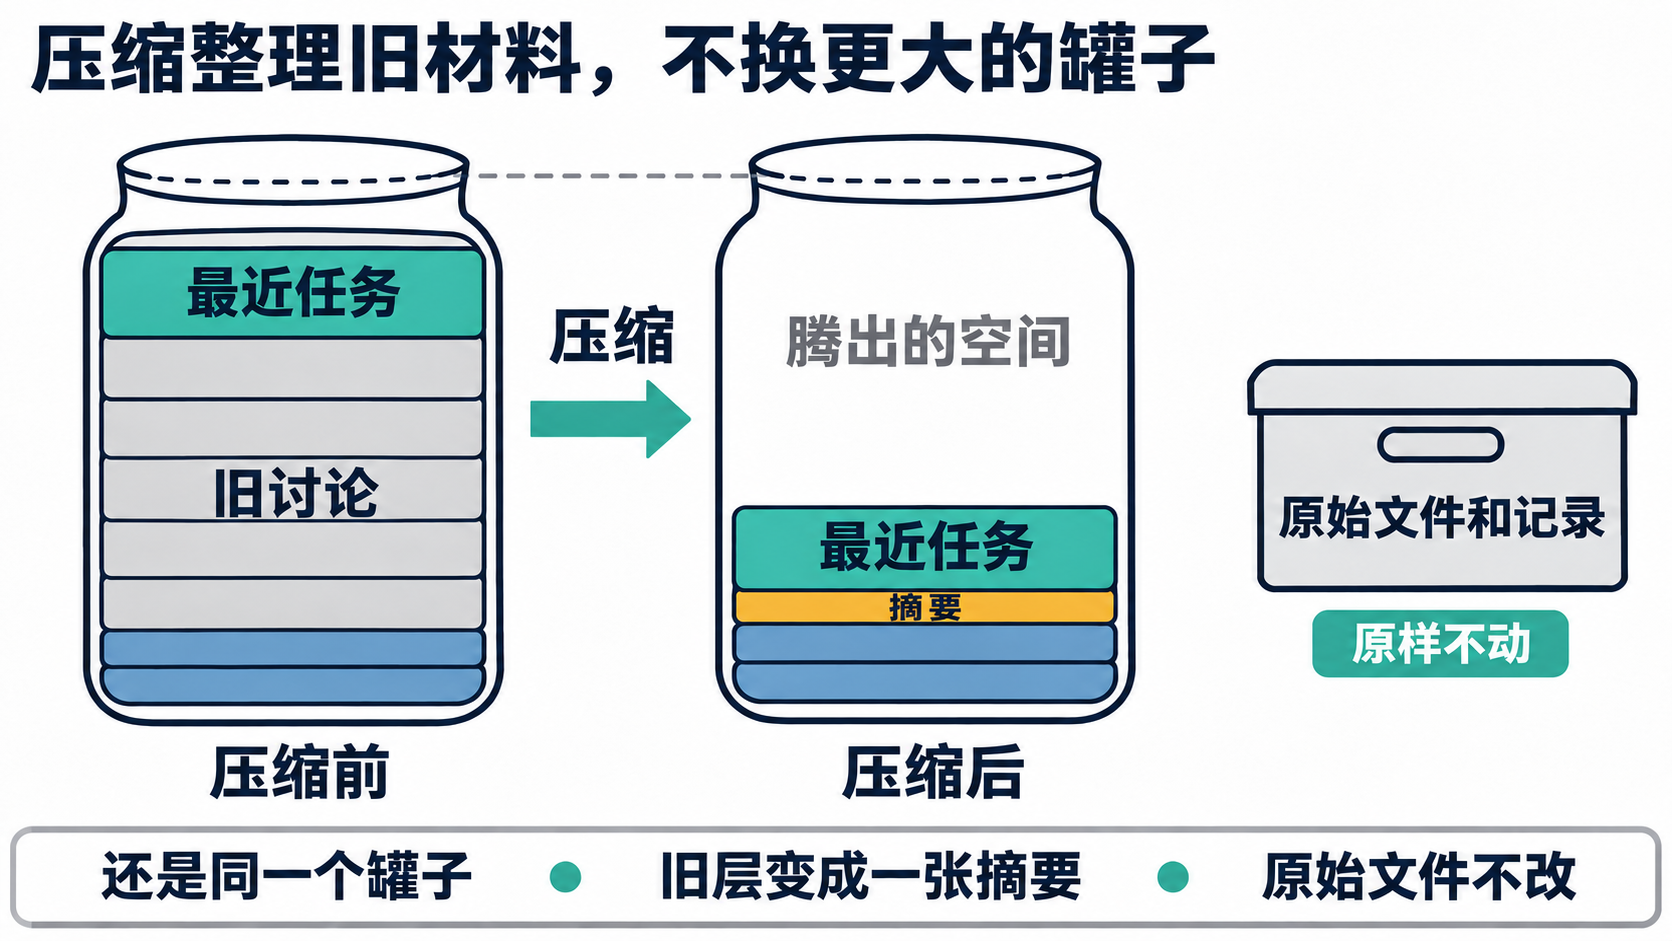 压缩整理旧材料，不换更大的罐子
最近任务
旧讨论
压缩前
压缩
腾出的空间
最近任务
摘要
压缩后
原始文件和记录
原样不动
还是同一个罐子 ● 旧层变成一张摘要 ● 原始文件不改